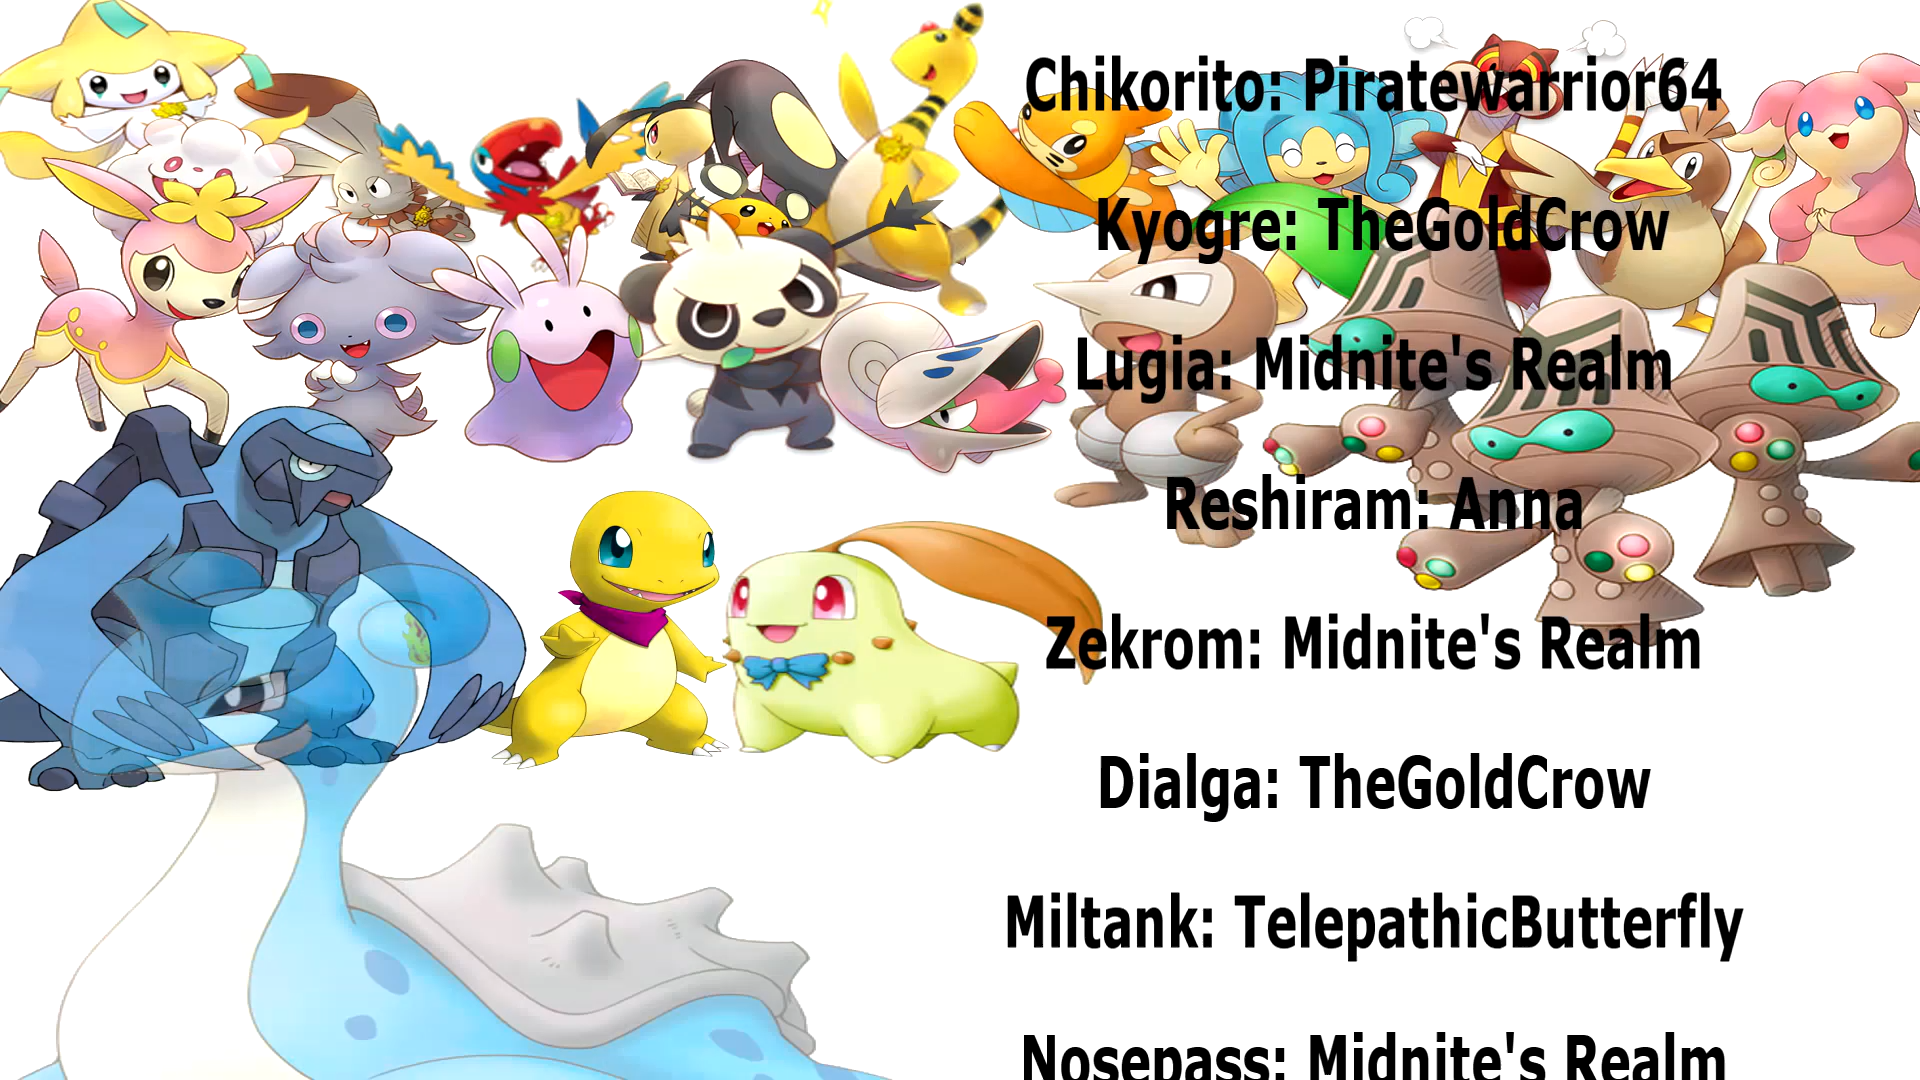 Chikorito: Piratewarrior64
Kyogre: TheGoldCrow
Lugia: Midnite's Realm
Reshiram: Anna
Zekrom: Midnite's Realm
Dialga: TheGoldCrow
Miltank: TelepathicButterfly
Nosepass: Midnite's Realm